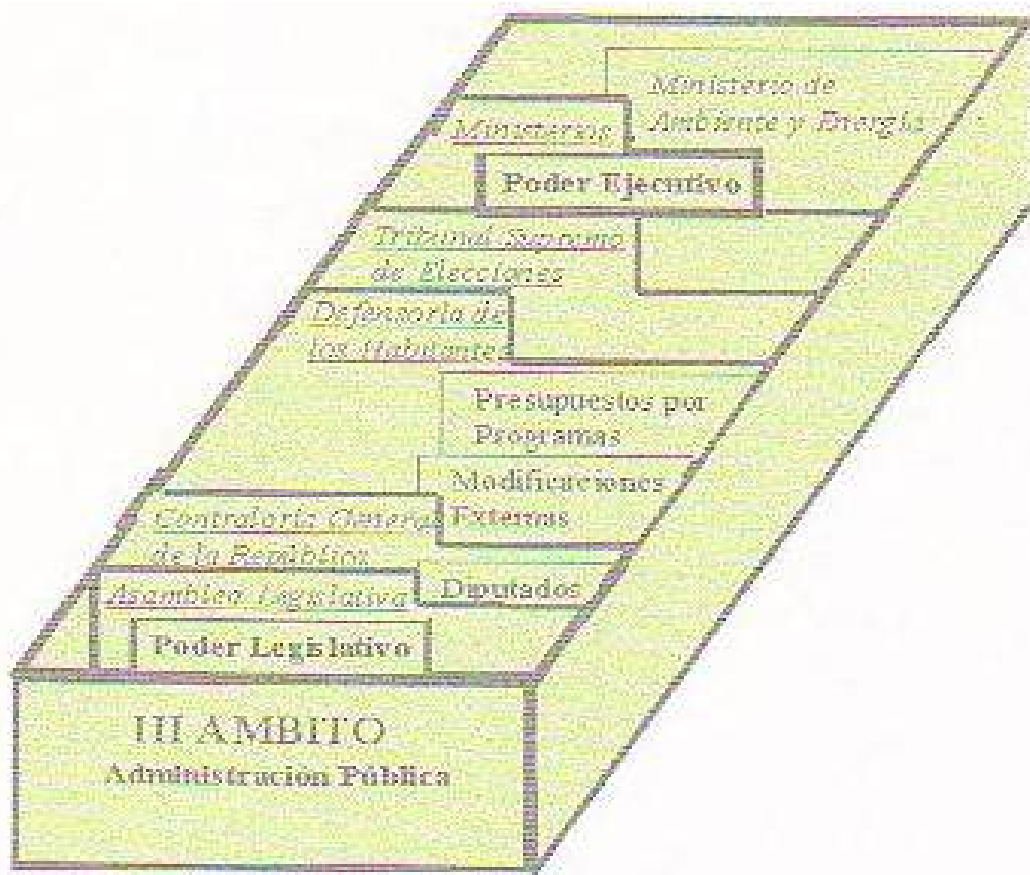 Ministerio de
Ambiente y Energía
Ministerios
Poder Ejecutivo
Tribunal Supremo
de Elecciones
Defensoría de
los Habitantes
Presupuestos por
Programas
Modificaciones
Externas
Contraloría General
de la República
Diputados
Asamblea Legislativa
Poder Legislativo
III AMBITO
Administración Pública